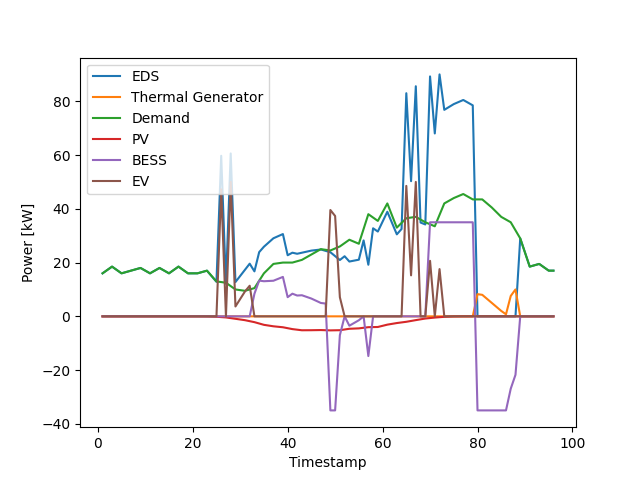 EDS
Thermal Generator
Demand
PV
BESS
EV
Power [kW]
80
60
40
20
0
−20
−40
0 20 40 60 80 100
Timestamp